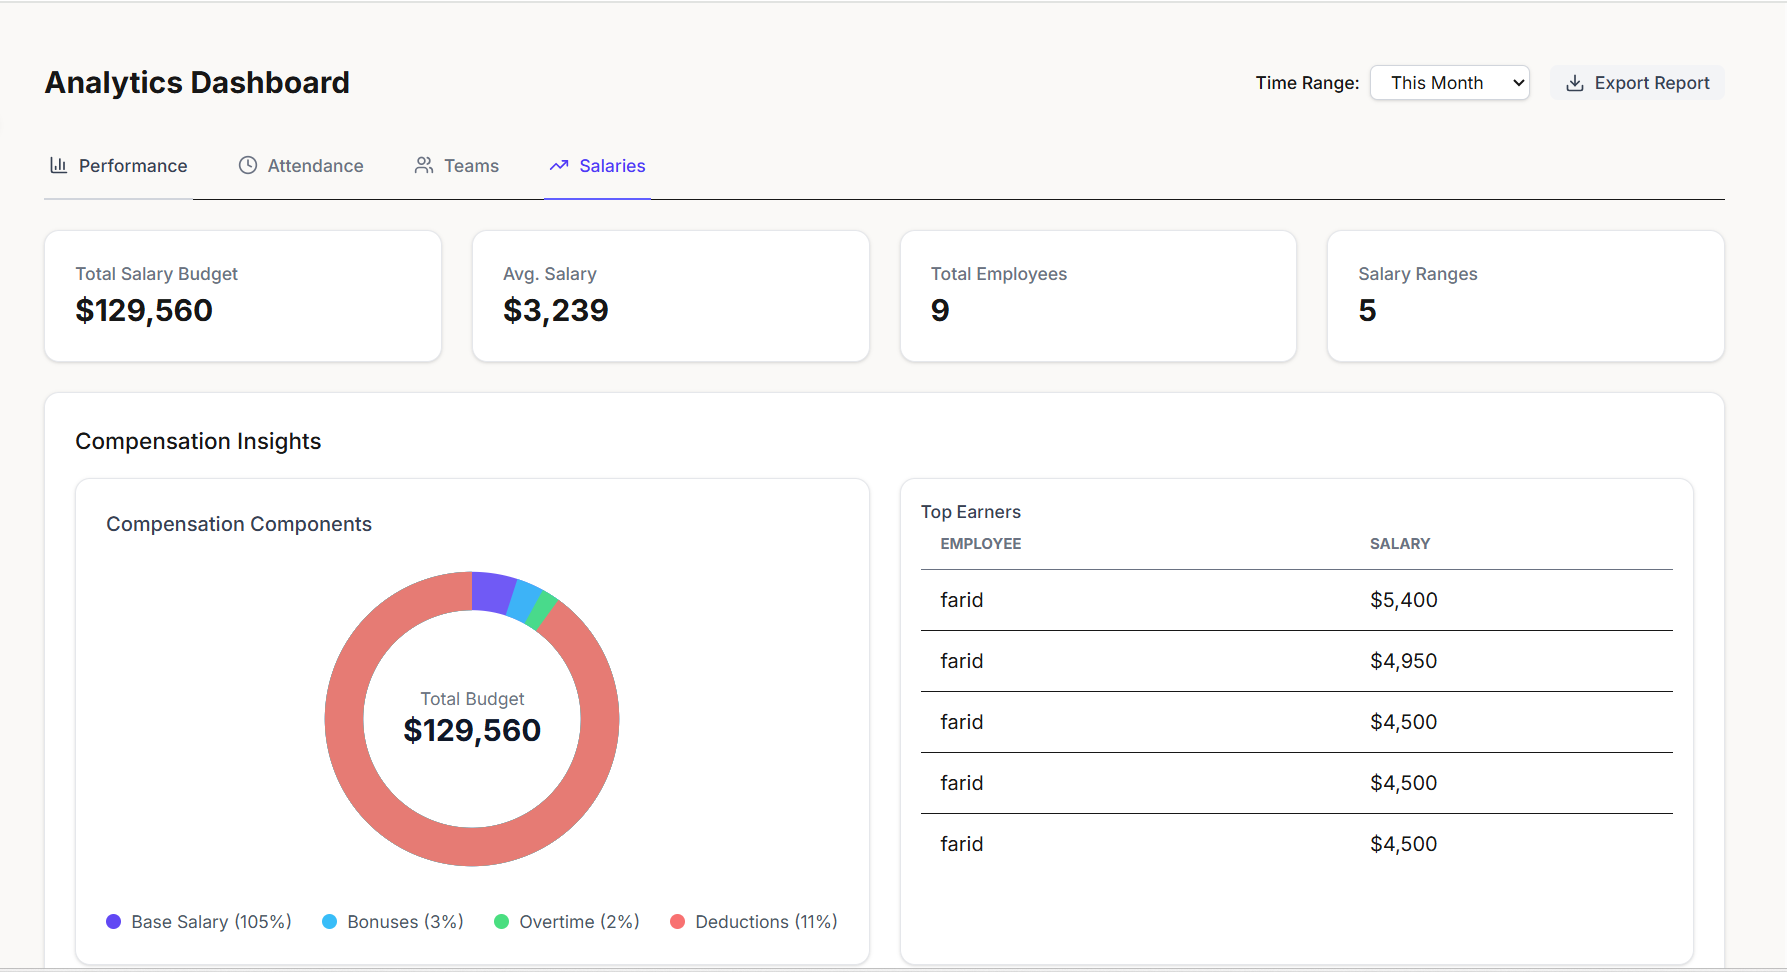 Analytics Dashboard
Time Range: This Month Export Report
Performance Attendance Teams Salaries
Total Salary Budget
$129,560
Avg. Salary
$3,239
Total Employees
9
Salary Ranges
5
Compensation Insights
Compensation Components
Total Budget
$129,560
Base Salary (105%) Bonuses (3%) Overtime (2%) Deductions (11%)
Top Earners
EMPLOYEE SALARY
farid $5,400
farid $4,950
farid $4,500
farid $4,500
farid $4,500